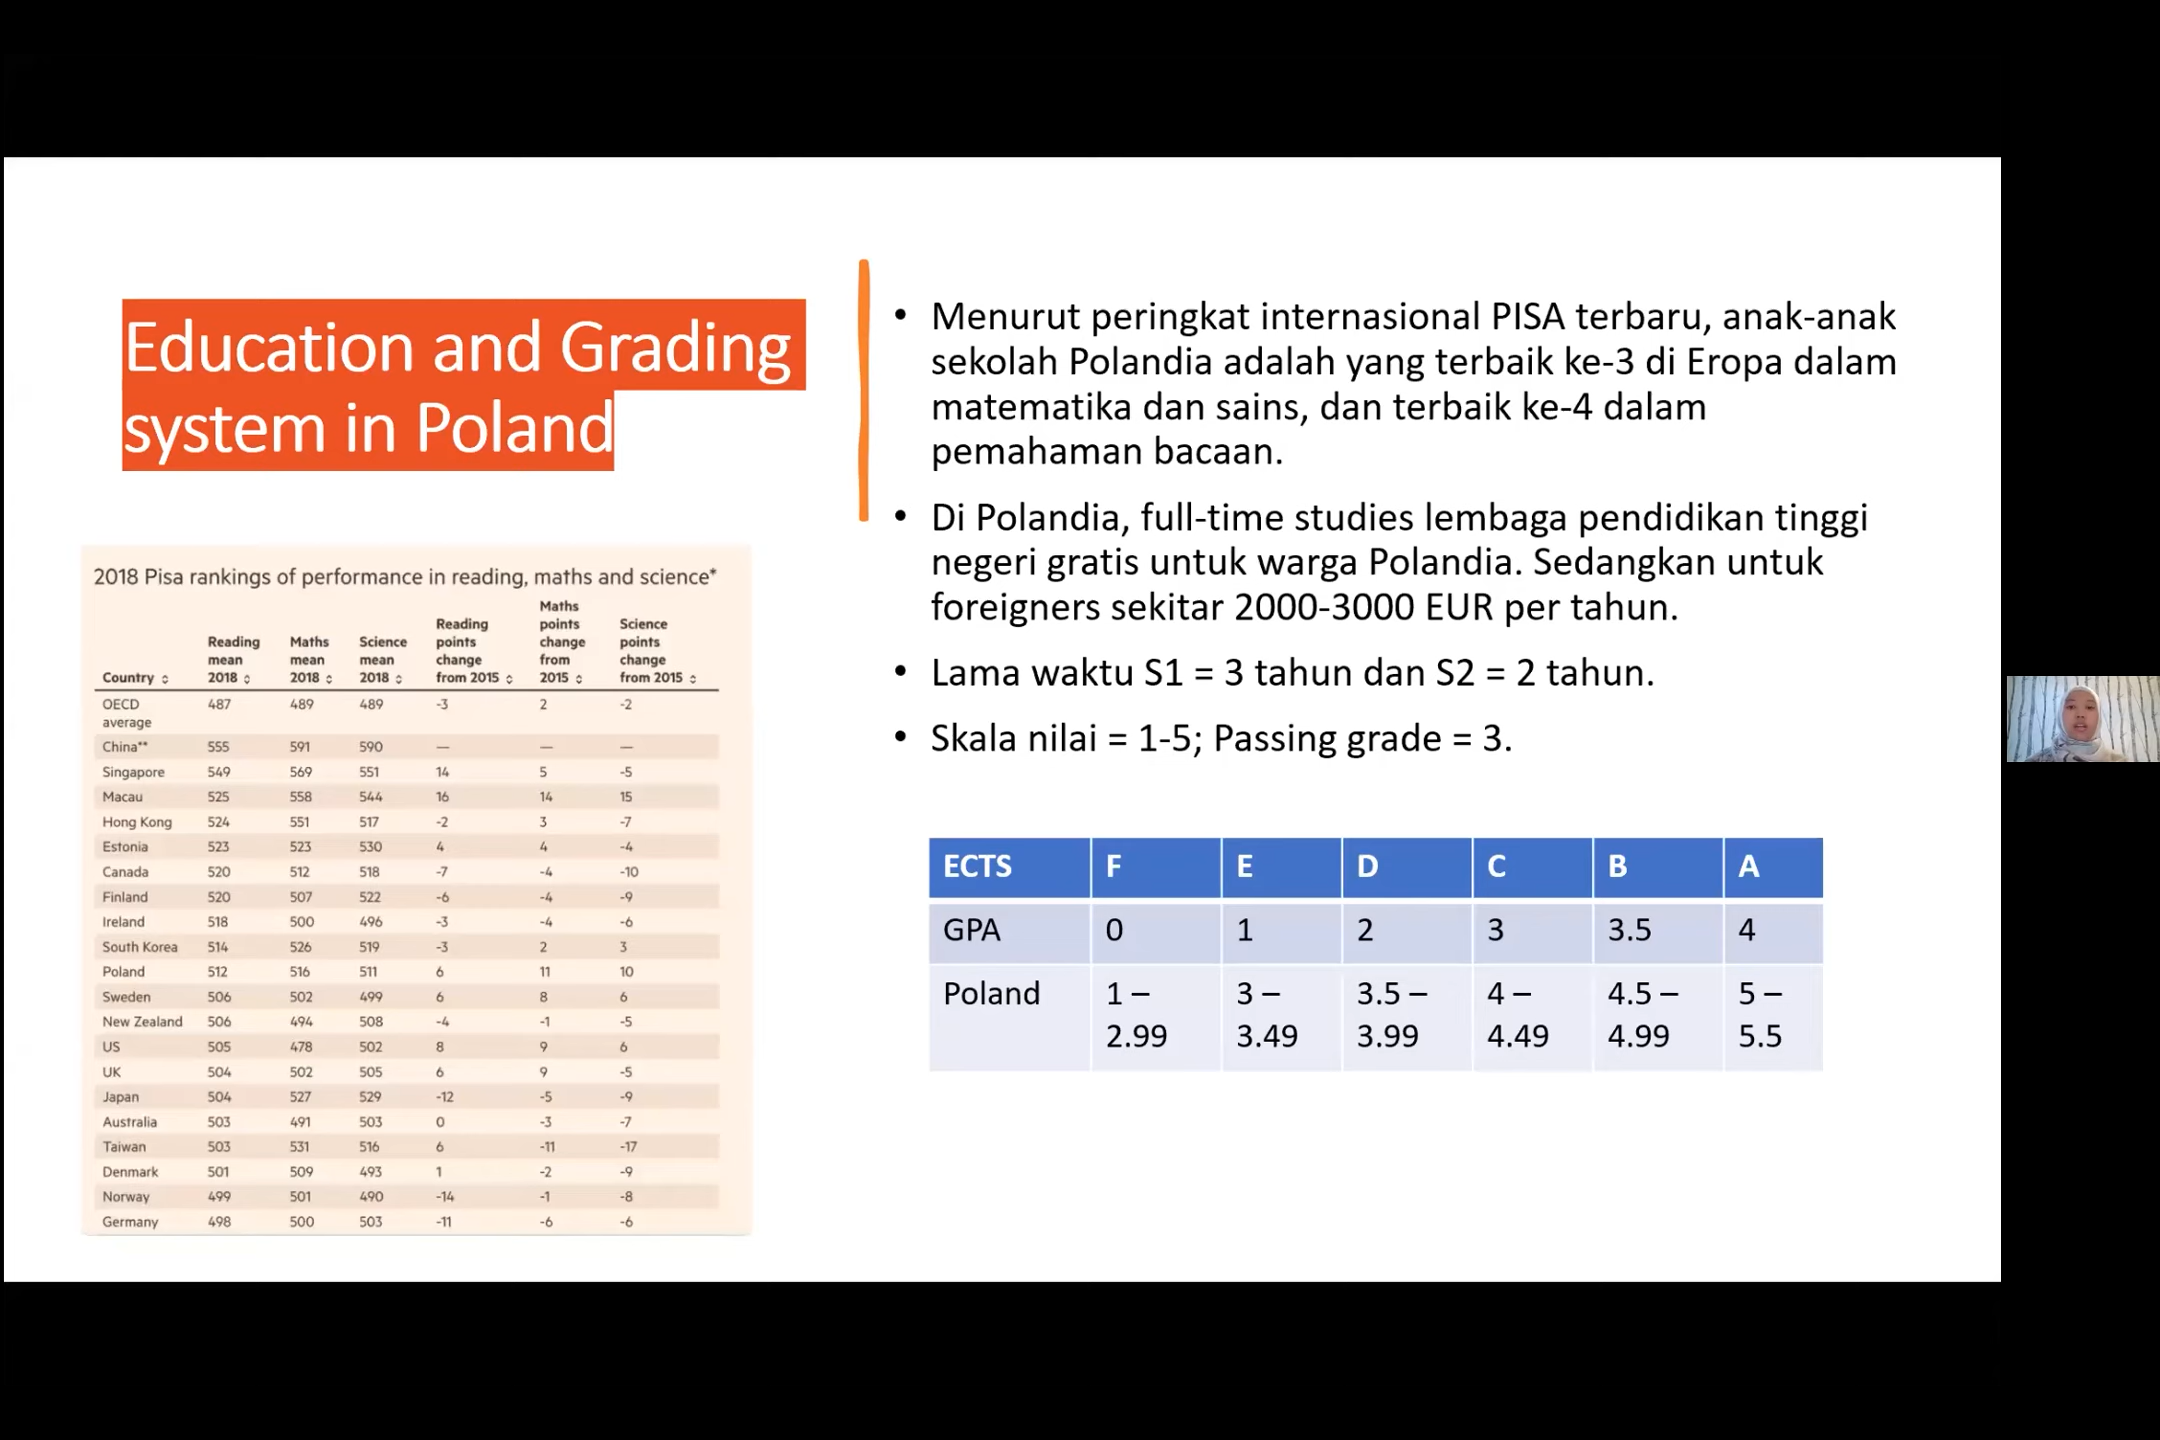 Education and Grading
system in Poland
2018 Pisa rankings of performance in reading, maths and science*
Country Reading mean 2018 Maths mean 2018 Science mean 2018 Reading points change from 2015 Maths points change from 2015 Science points change from 2015
OECD average 487 489 489 -3 2 -2
China** 555 591 590 — — —
Singapore 549 569 551 14 5 -5
Macau 525 558 544 16 14 15
Hong Kong 524 551 517 -2 3 -7
Estonia 523 523 530 4 4 -4
Canada 520 512 518 -7 -4 -10
Finland 520 507 522 -6 -4 -9
Ireland 518 500 496 -3 -4 -6
South Korea 514 526 519 -3 2 3
Poland 512 516 511 6 11 10
Sweden 506 502 499 6 8 6
New Zealand 506 494 508 -4 -1 -5
US 505 478 502 8 9 6
UK 504 502 505 6 9 -5
Japan 504 527 529 -12 -5 -9
Australia 503 491 503 0 -3 -7
Taiwan 503 531 516 6 -11 -17
Denmark 501 509 493 1 -2 -9
Norway 499 501 490 -14 -1 -8
Germany 498 500 503 -11 -6 -6
• Menurut peringkat internasional PISA terbaru, anak-anak
sekolah Polandia adalah yang terbaik ke-3 di Eropa dalam
matematika dan sains, dan terbaik ke-4 dalam
pemahaman bacaan.
• Di Polandia, full-time studies lembaga pendidikan tinggi
negeri gratis untuk warga Polandia. Sedangkan untuk
foreigners sekitar 2000-3000 EUR per tahun.
• Lama waktu S1 = 3 tahun dan S2 = 2 tahun.
• Skala nilai = 1-5; Passing grade = 3.
ECTS F E D C B A
GPA 0 1 2 3 3.5 4
Poland 1 – 2.99 3 – 3.49 3.5 – 3.99 4 – 4.49 4.5 – 4.99 5 – 5.5